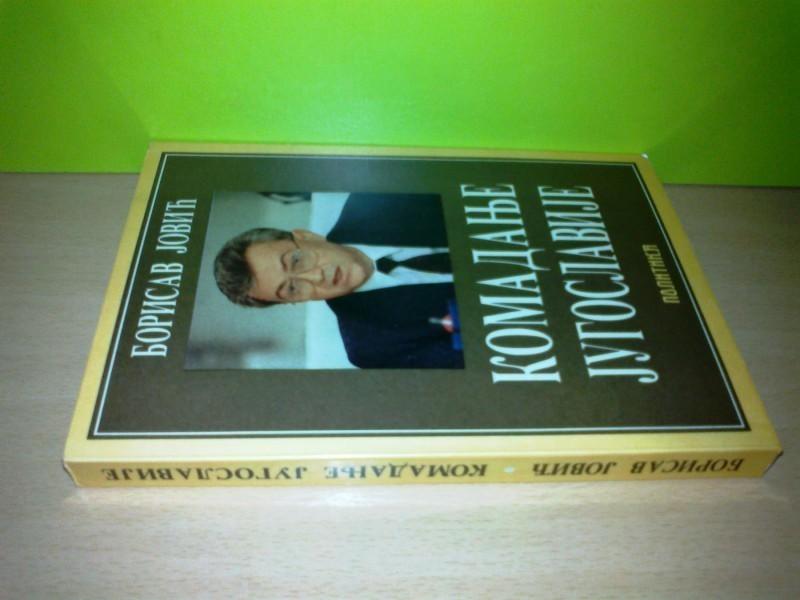 БОРИСАВ ЈОВИЋ
КОМАДАЊЕ
ЈУГОСЛАВИЈЕ
ПОЛИТИКА
БОРИСАВ ЈОВИЋ • КОМАДАЊЕ ЈУГОСЛАВИЈЕ